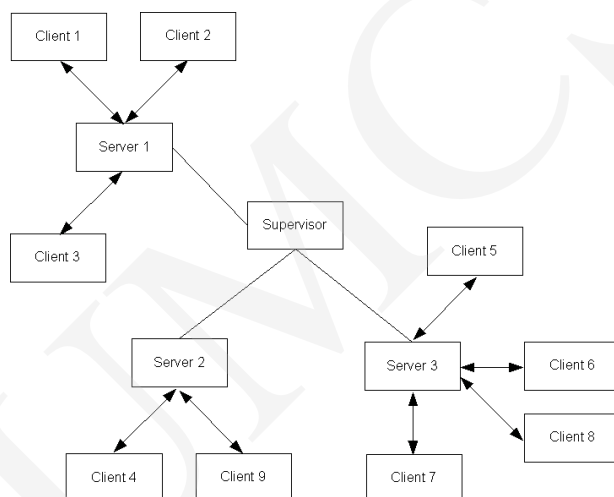 Client 1
Client 2
Server 1
Client 3
Supervisor
Client 5
Server 2
Server 3
Client 6
Client 8
Client 4
Client 9
Client 7
UMCS